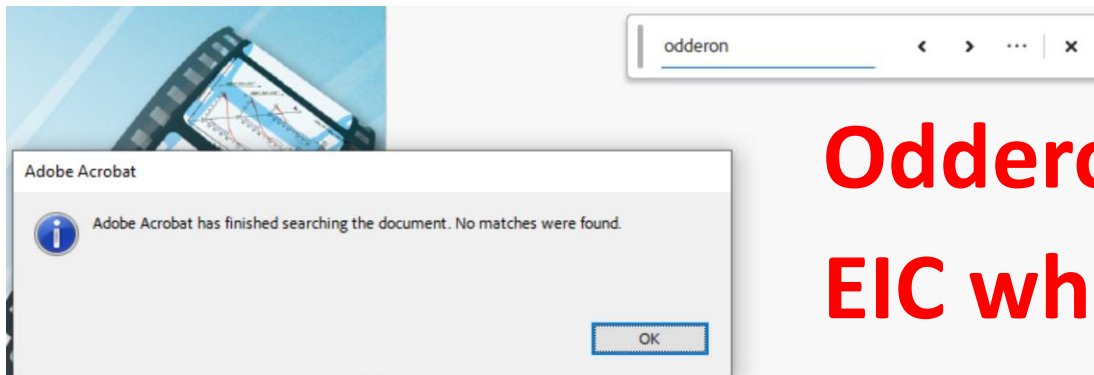 odderon
Odder
Adobe Acrobat
Adobe Acrobat has finished searching the document. No matches were found.
EIC wh
OK